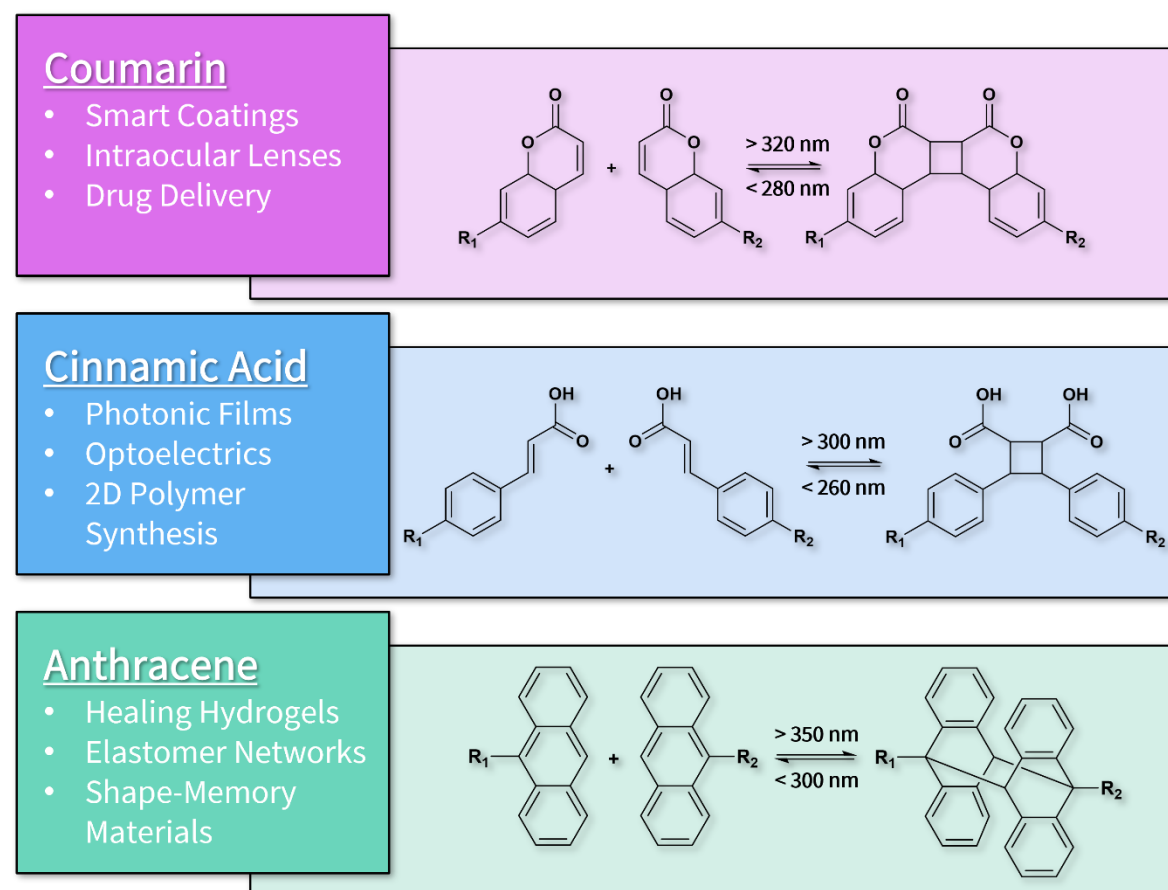 Coumarin
• Smart Coatings
• Intraocular Lenses
• Drug Delivery
O
O
O
O
+
R₁
R₂
> 320 nm
< 280 nm
O
O
O
O
R₁
R₂
Cinnamic Acid
• Photonic Films
• Optoelectrics
• 2D Polymer
Synthesis
OH
O
R₁
+
OH
O
R₂
> 300 nm
< 260 nm
OH
OH
O
O
R₁
R₂
Anthracene
• Healing Hydrogels
• Elastomer Networks
• Shape-Memory
Materials
R₁
+
R₂
> 350 nm
< 300 nm
R₁
R₂